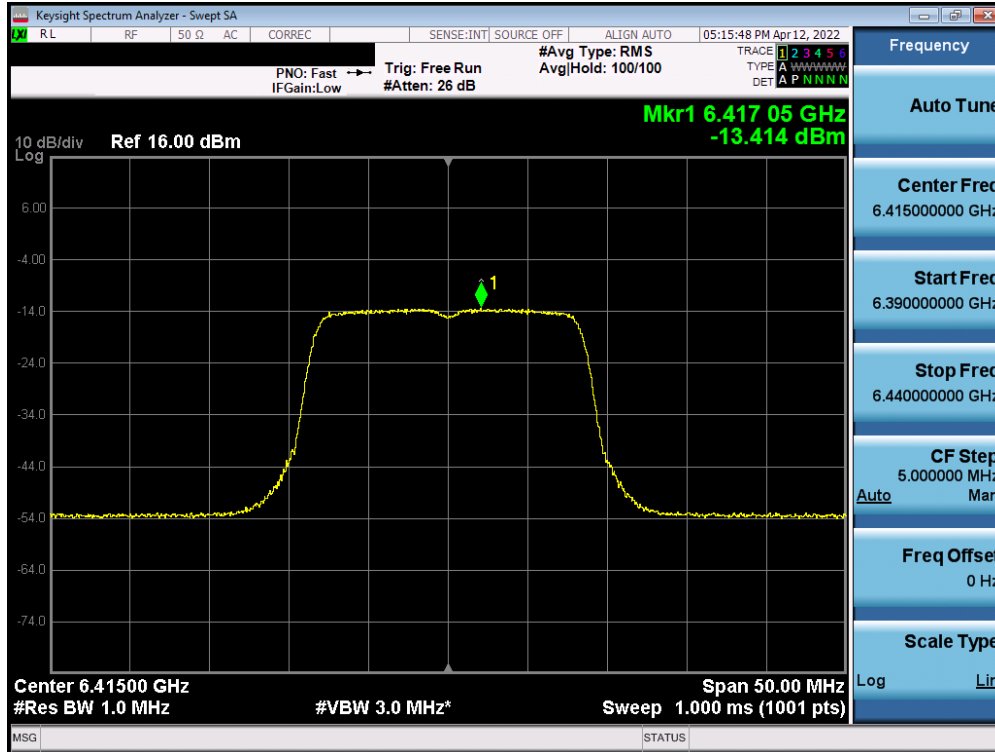 Keysight Spectrum Analyzer - Swept SA
LXI RL RF 50 Ω AC CORREC SENSE:INT SOURCE OFF ALIGN AUTO 05:15:48 PM Apr 12, 2022
#Avg Type: RMS TRACE 1 2 3 4 5 6
PNO: Fast Trig: Free Run Avg|Hold: 100/100 TYPE A WWWWW
IFGain:Low #Atten: 26 dB DET A P N N N N
Mkr1 6.417 05 GHz
-13.414 dBm
10 dB/div Ref 16.00 dBm
Log
6.00
-4.00
1
-14.0
-24.0
-34.0
-44.0
-54.0
-64.0
-74.0
Center 6.41500 GHz Span 50.00 MHz
#Res BW 1.0 MHz #VBW 3.0 MHz* Sweep 1.000 ms (1001 pts)
MSG STATUS
Frequency
Auto Tune
Center Freq
6.415000000 GHz
Start Freq
6.390000000 GHz
Stop Freq
6.440000000 GHz
CF Step
5.000000 MHz
Auto Man
Freq Offset
0 Hz
Scale Type
Log Lin